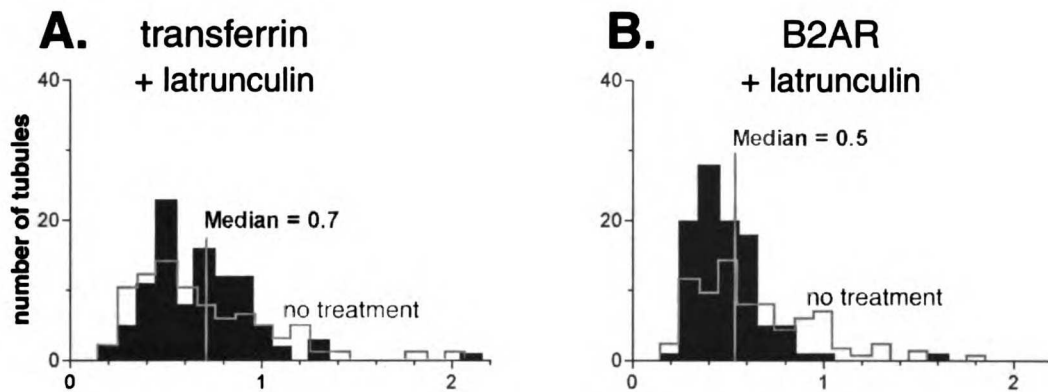 A. transferrin
+ latrunculin
number of tubules
40
20
0
Median = 0.7
no treatment
0
1
2
B. B2AR
+ latrunculin
40
20
0
Median = 0.5
no treatment
0
1
2